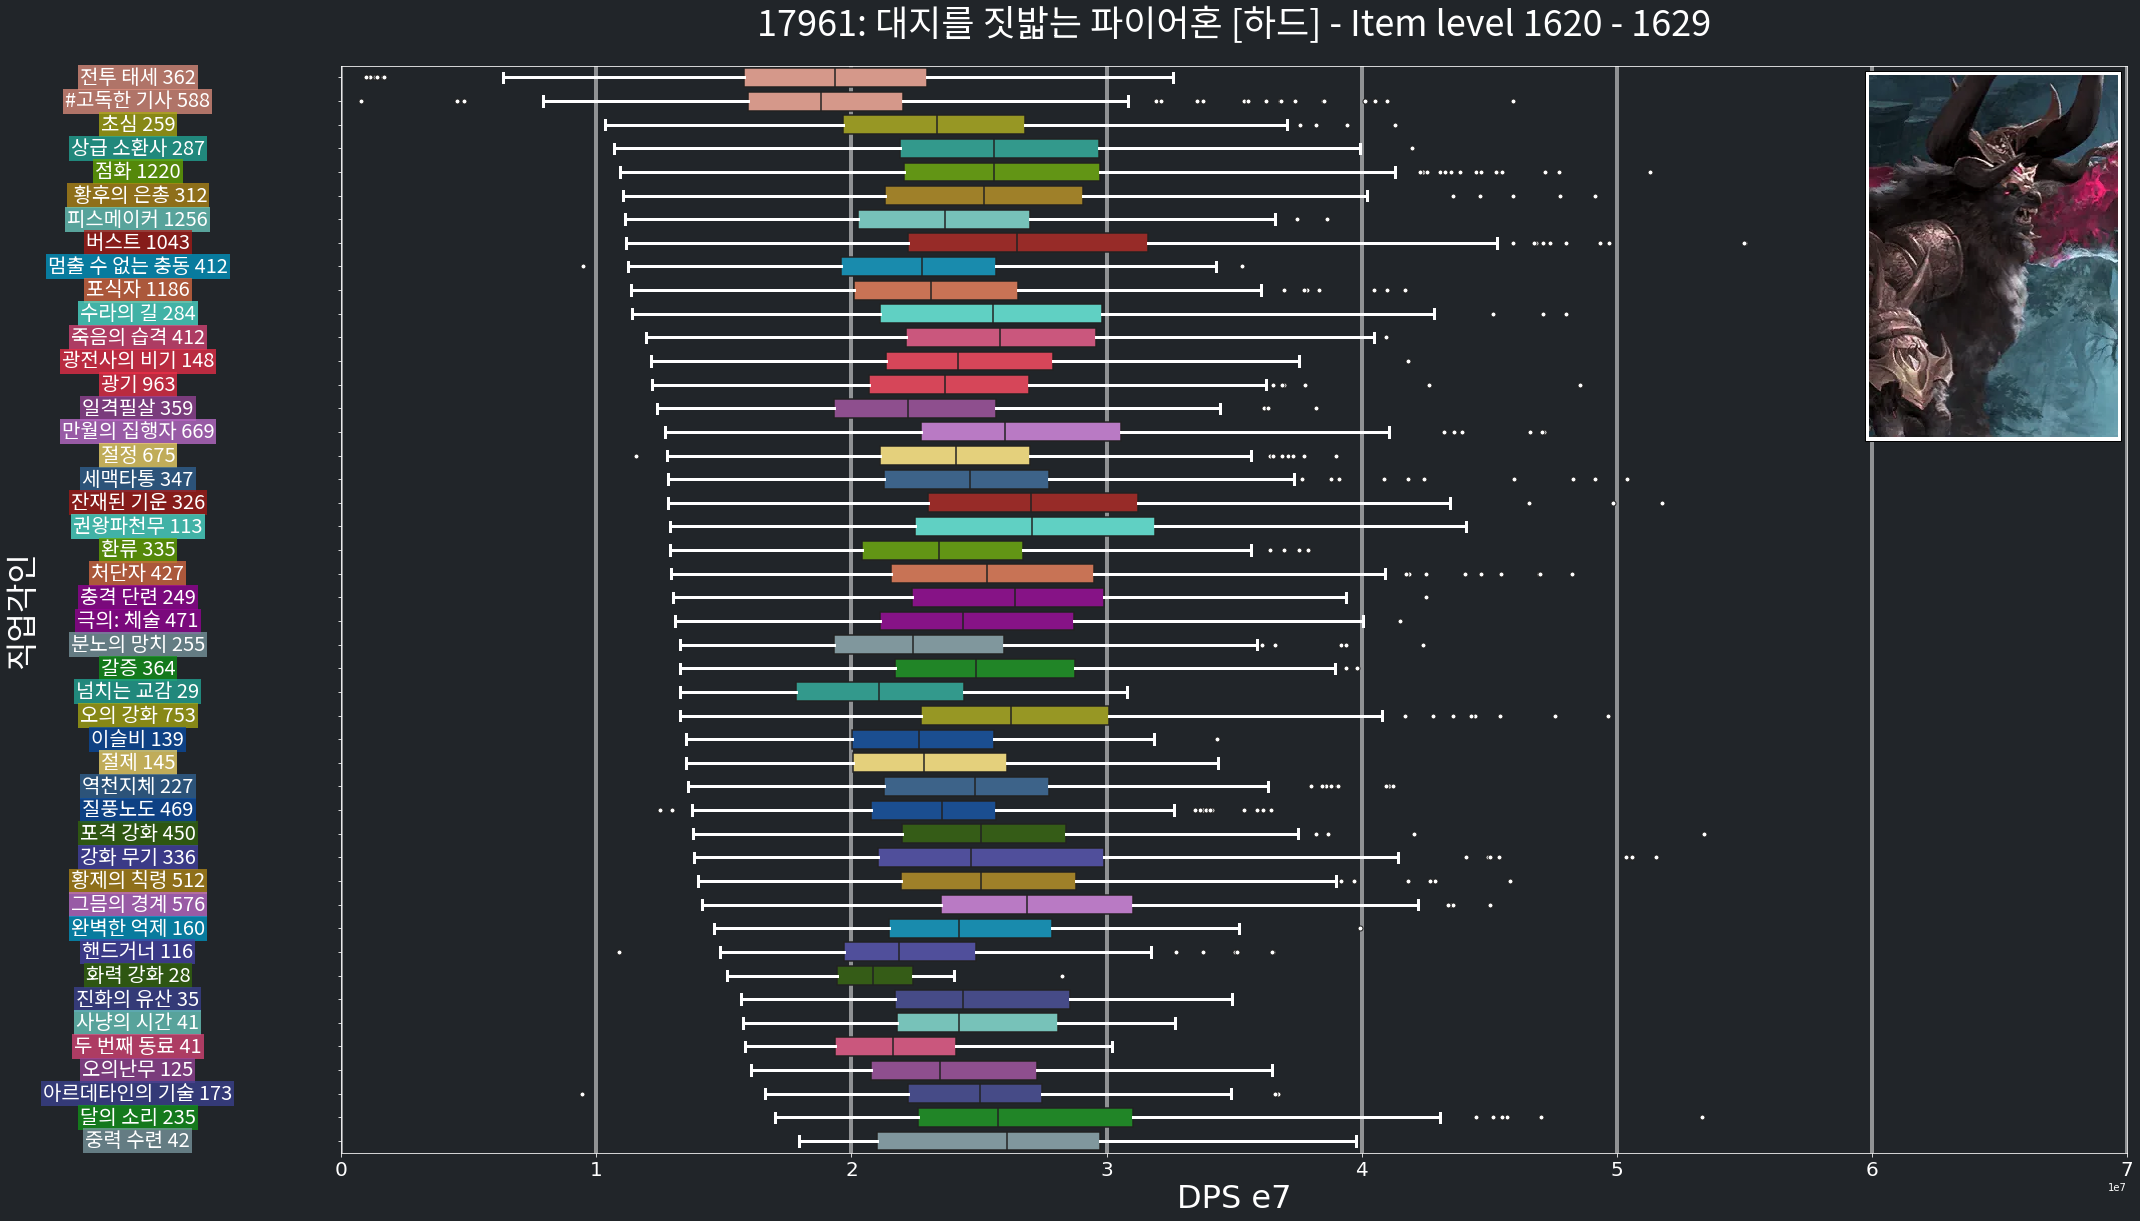 17961: 대지를 짓밟는 파이어혼 [하드] - Item level 1620 - 1629
전투 태세 362
#고독한 기사 588
초심 259
상급 소환사 287
점화 1220
황후의 은총 312
피스메이커 1256
버스트 1043
멈출 수 없는 충동 412
포식자 1186
수라의 길 284
죽음의 습격 412
광전사의 비기 148
광기 963
일격필살 359
만월의 집행자 669
절정 675
세맥타통 347
잔재된 기운 326
권왕파천무 113
환류 335
처단자 427
충격 단련 249
극의: 체술 471
분노의 망치 255
갈증 364
넘치는 교감 29
오의 강화 753
이슬비 139
절제 145
역천지체 227
질풍노도 469
포격 강화 450
강화 무기 336
황제의 칙령 512
그믐의 경계 576
완벽한 억제 160
핸드거너 116
화력 강화 28
진화의 유산 35
사냥의 시간 41
두 번째 동료 41
오의난무 125
아르데타인의 기술 173
달의 소리 235
중력 수련 42
직업각인
0 1 2 3 4 5 6 7
1e7
DPS e7